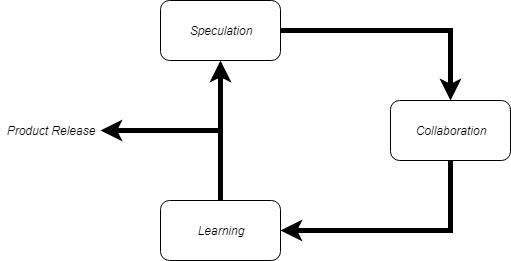 Speculation
Collaboration
Product Release
Learning